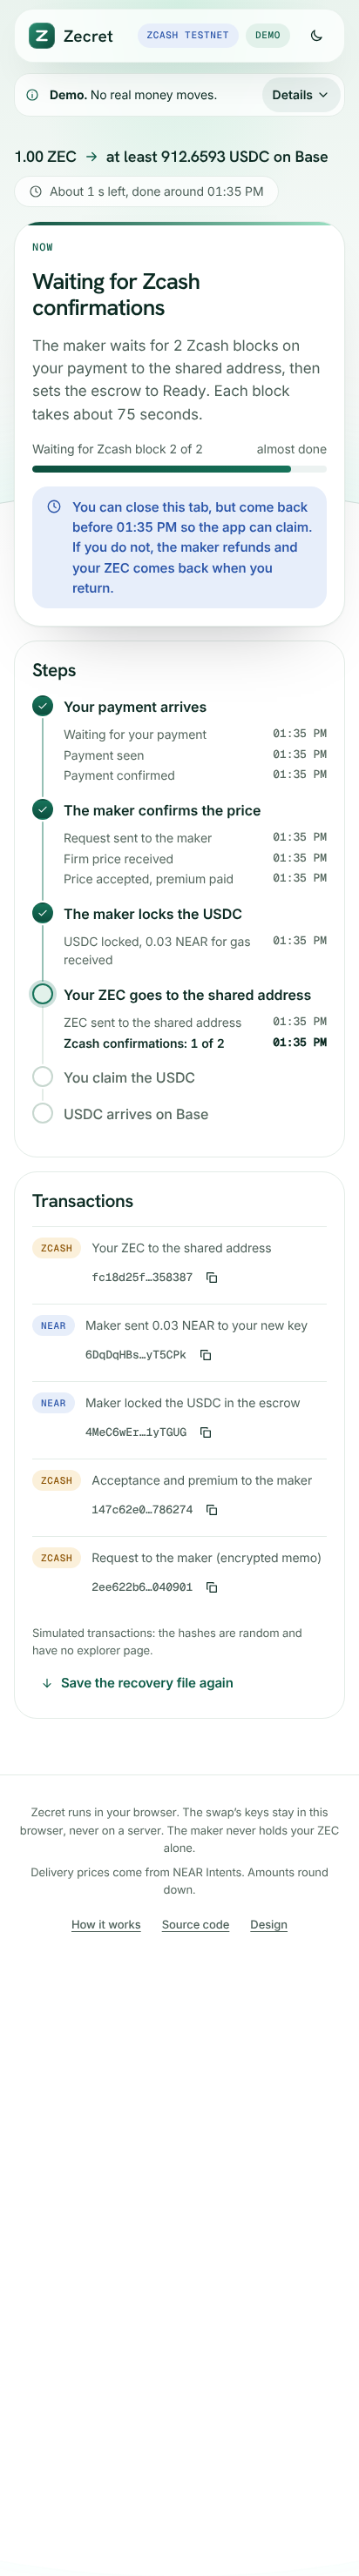 Zecret
ZCASH TESTNET
DEMO
Demo. No real money moves.
Details
1.00 ZEC → at least 912.6593 USDC on Base
About 1 s left, done around 01:35 PM
NOW
Waiting for Zcash
confirmations
The maker waits for 2 Zcash blocks on
your payment to the shared address, then
sets the escrow to Ready. Each block
takes about 75 seconds.
Waiting for Zcash block 2 of 2
almost done
You can close this tab, but come back
before 01:35 PM so the app can claim.
If you do not, the maker refunds and
your ZEC comes back when you
return.
Steps
Your payment arrives
Waiting for your payment 01:35 PM
Payment seen 01:35 PM
Payment confirmed 01:35 PM
The maker confirms the price
Request sent to the maker 01:35 PM
Firm price received 01:35 PM
Price accepted, premium paid 01:35 PM
The maker locks the USDC
USDC locked, 0.03 NEAR for gas 01:35 PM
received
Your ZEC goes to the shared address
ZEC sent to the shared address 01:35 PM
Zcash confirmations: 1 of 2 01:35 PM
You claim the USDC
USDC arrives on Base
Transactions
ZCASH Your ZEC to the shared address
fc18d25f…358387
NEAR Maker sent 0.03 NEAR to your new key
6DqDqHBs…yT5CPk
NEAR Maker locked the USDC in the escrow
4MeC6wEr…1yTGUG
ZCASH Acceptance and premium to the maker
147c62e0…786274
ZCASH Request to the maker (encrypted memo)
2ee622b6…040901
Simulated transactions: the hashes are random and
have no explorer page.
Save the recovery file again
Zecret runs in your browser. The swap's keys stay in this
browser, never on a server. The maker never holds your ZEC
alone.
Delivery prices come from NEAR Intents. Amounts round
down.
How it works
Source code
Design